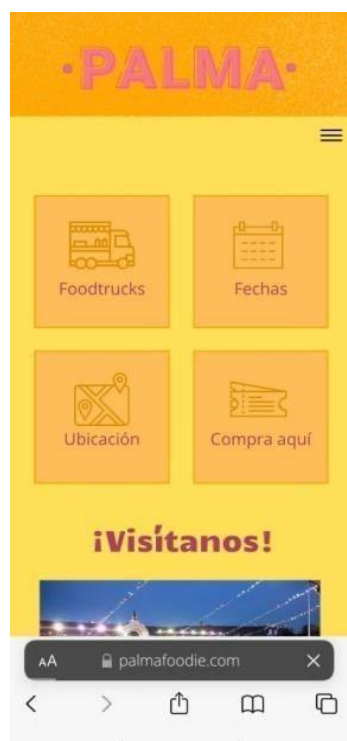 ·PALMA·
Foodtrucks
Fechas
Ubicación
Compra aquí
¡Visítanos!
AA
palmafoodie.com